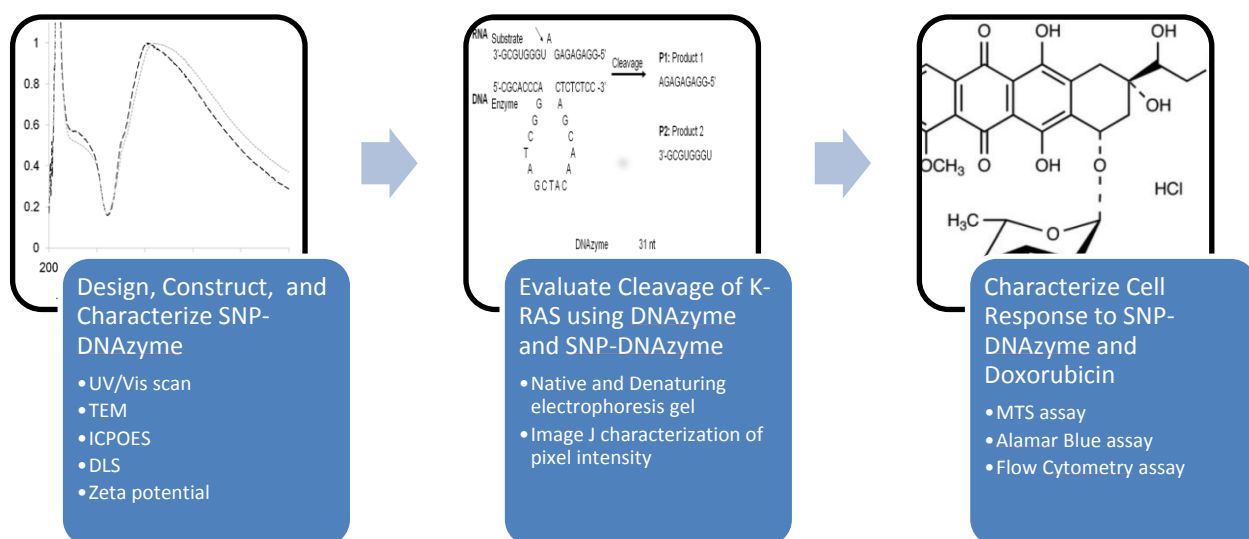 1
0.8
0.6
0.4
0.2
0
200
Design, Construct, and
Characterize SNP-
DNAzyme
•UV/Vis scan
•TEM
•ICPOES
•DLS
•Zeta potential
RNA Substrate A
3'-GCGUGGGU GAGAGAGG-5'
Cleavage
P1: Product 1
AGAGAGAGG-5'
5'-CGCACCCA CTCTCTCC -3'
DNA Enzyme
G A
G G
C C
T A
A A
G C T A C
P2: Product 2
3'-GCGUGGGU
DNAzyme 31 nt
Evaluate Cleavage of K-
RAS using DNAzyme
and SNP-DNAzyme
•Native and Denaturing
electrophoresis gel
•Image J characterization of
pixel intensity
O OH OH
OH
OCH₃ O OH O
HCl
H₃C O
Characterize Cell
Response to SNP-
DNAzyme and
Doxorubicin
•MTS assay
•Alamar Blue assay
•Flow Cytometry assay